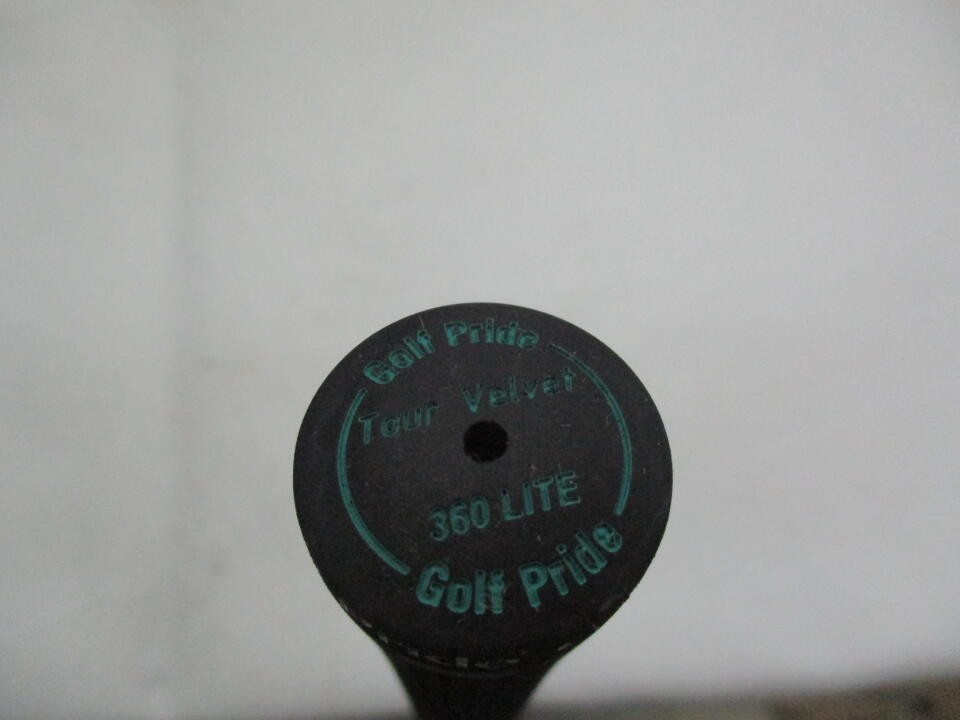 Golf Pride
Tour Velvet
360 LITE
Golf Pride